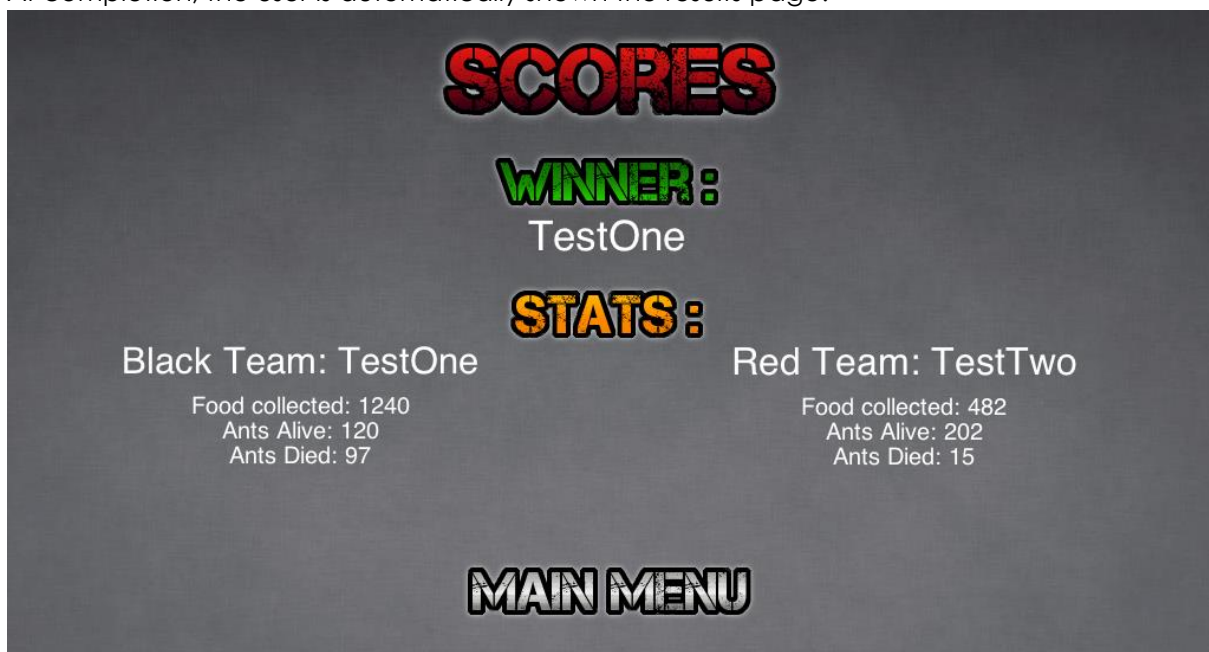 At completion, the user is automatically shown the results page.
SCORES
WINNER :
TestOne
STATS :
Black Team: TestOne
Food collected: 1240
Ants Alive: 120
Ants Died: 97
Red Team: TestTwo
Food collected: 482
Ants Alive: 202
Ants Died: 15
MAIN MENU